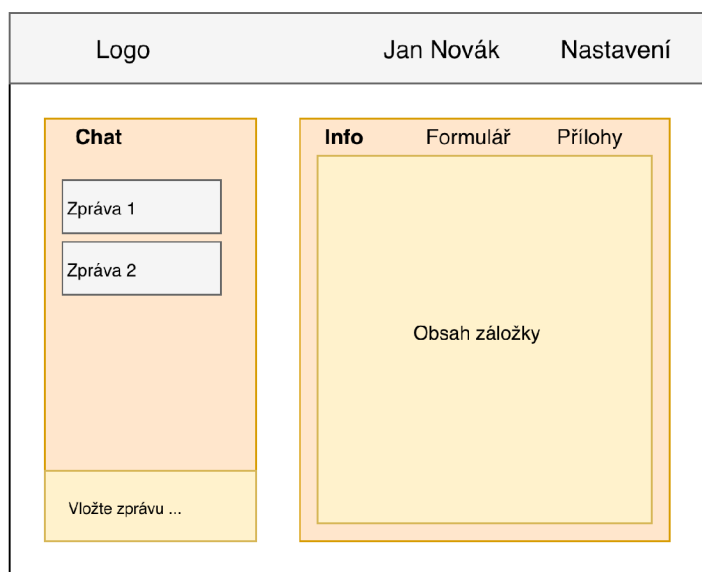 Logo
Jan Novák
Nastavení
Chat
Zpráva 1
Zpráva 2
Vložte zprávu ...
Info
Formulář
Přílohy
Obsah záložky